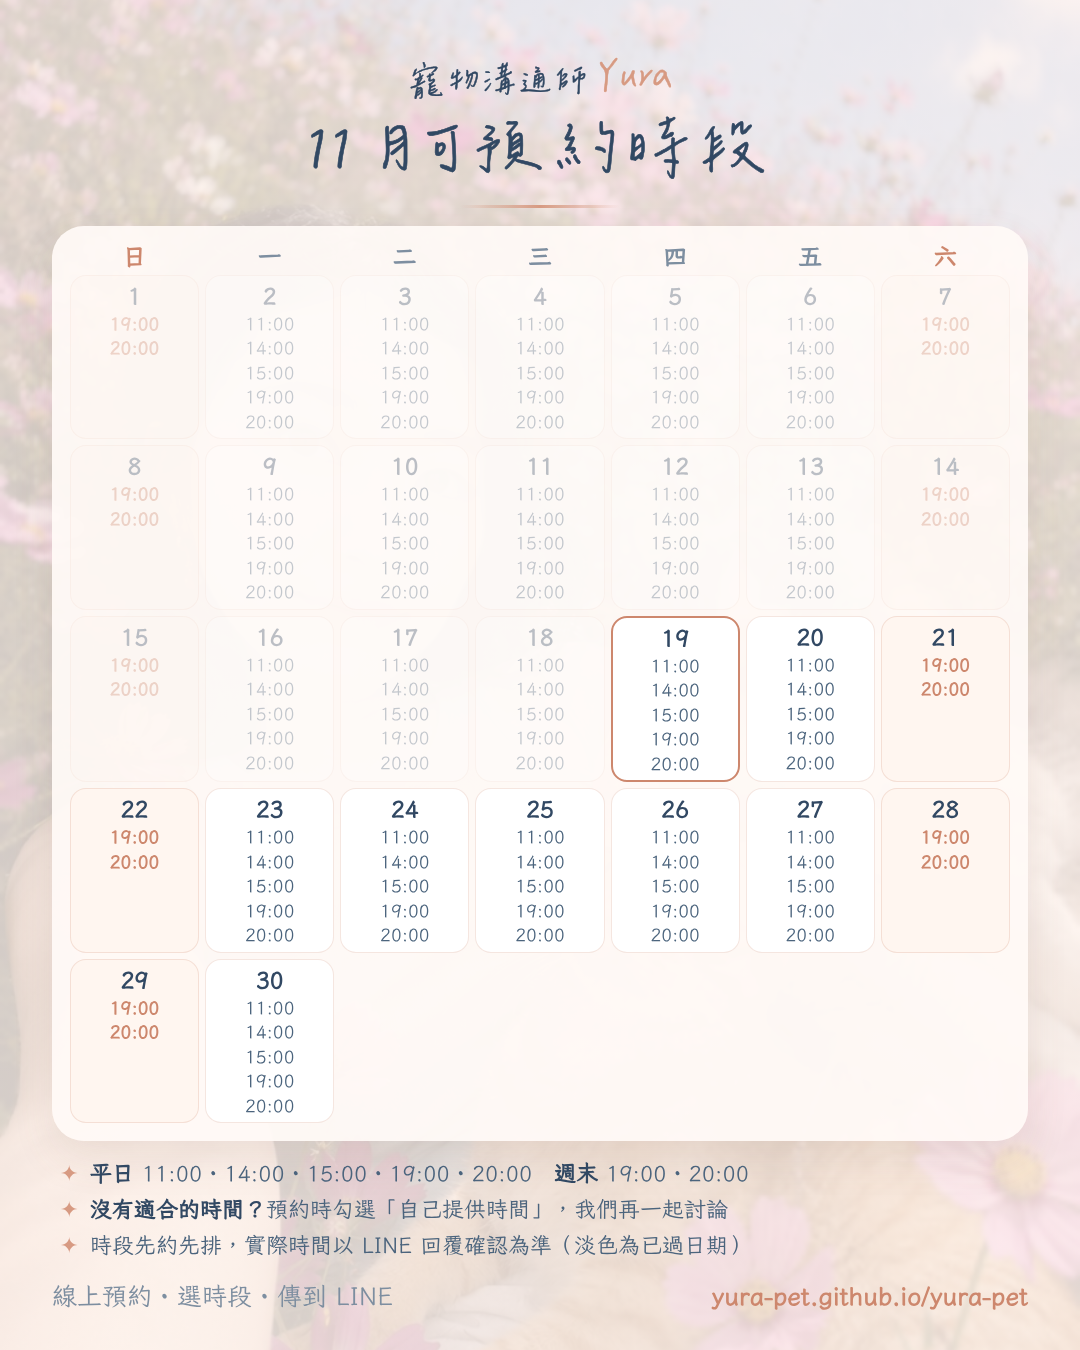 寵物溝通師 Yura
11 月可預約時段
日 一 二 三 四 五 六
1 2 3 4 5 6 7
19:00 11:00 11:00 11:00 11:00 11:00 19:00
20:00 14:00 14:00 14:00 14:00 14:00 20:00
15:00 15:00 15:00 15:00 15:00
19:00 19:00 19:00 19:00 19:00
20:00 20:00 20:00 20:00 20:00
8 9 10 11 12 13 14
19:00 11:00 11:00 11:00 11:00 11:00 19:00
20:00 14:00 14:00 14:00 14:00 14:00 20:00
15:00 15:00 15:00 15:00 15:00
19:00 19:00 19:00 19:00 19:00
20:00 20:00 20:00 20:00 20:00
15 16 17 18 19 20 21
19:00 11:00 11:00 11:00 11:00 11:00 19:00
20:00 14:00 14:00 14:00 14:00 14:00 20:00
15:00 15:00 15:00 15:00 15:00
19:00 19:00 19:00 19:00 19:00
20:00 20:00 20:00 20:00 20:00
22 23 24 25 26 27 28
19:00 11:00 11:00 11:00 11:00 11:00 19:00
20:00 14:00 14:00 14:00 14:00 14:00 20:00
15:00 15:00 15:00 15:00 15:00
19:00 19:00 19:00 19:00 19:00
20:00 20:00 20:00 20:00 20:00
29 30
19:00 11:00
20:00 14:00
15:00
19:00
20:00
✦ 平日 11:00・14:00・15:00・19:00・20:00 週末 19:00・20:00
✦ 沒有適合的時間？預約時勾選「自己提供時間」，我們再一起討論
✦ 時段先約先排，實際時間以 LINE 回覆確認為準（淡色為已過日期）
線上預約・選時段・傳到 LINE
yura-pet.github.io/yura-pet